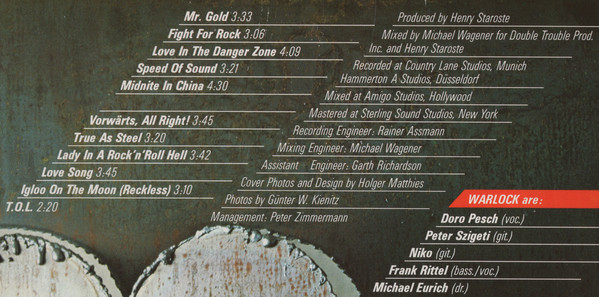 Mr. Gold 3:33
Fight For Rock 3:06
Love In The Danger Zone 4:09
Speed Of Sound 3:21
Midnite In China 4:30
Vorwärts, All Right! 3:45
True As Steel 3:20
Lady In A Rock'n'Roll Hell 3:42
Love Song 3:45
Igloo On The Moon (Reckless) 3:10
T.O.L. 2:20
Produced by Henry Staroste
Mixed by Michael Wagener for Double Trouble Prod.
Inc. and Henry Staroste
Recorded at Country Lane Studios, Munich
Hammerton A Studios, Düsseldorf
Mixed at Amigo Studios, Hollywood
Mastered at Sterling Sound Studios, New York
Recording Engineer: Rainer Assmann
Mixing Engineer: Michael Wagener
Assistant Engineer: Garth Richardson
Cover Photos and Design by Holger Matthies
Photos by Günter W. Kienitz
Management: Peter Zimmermann
WARLOCK are:
Doro Pesch (voc.)
Peter Szigeti (git.)
Niko (git.)
Frank Rittel (bass./voc.)
Michael Eurich (dr.)